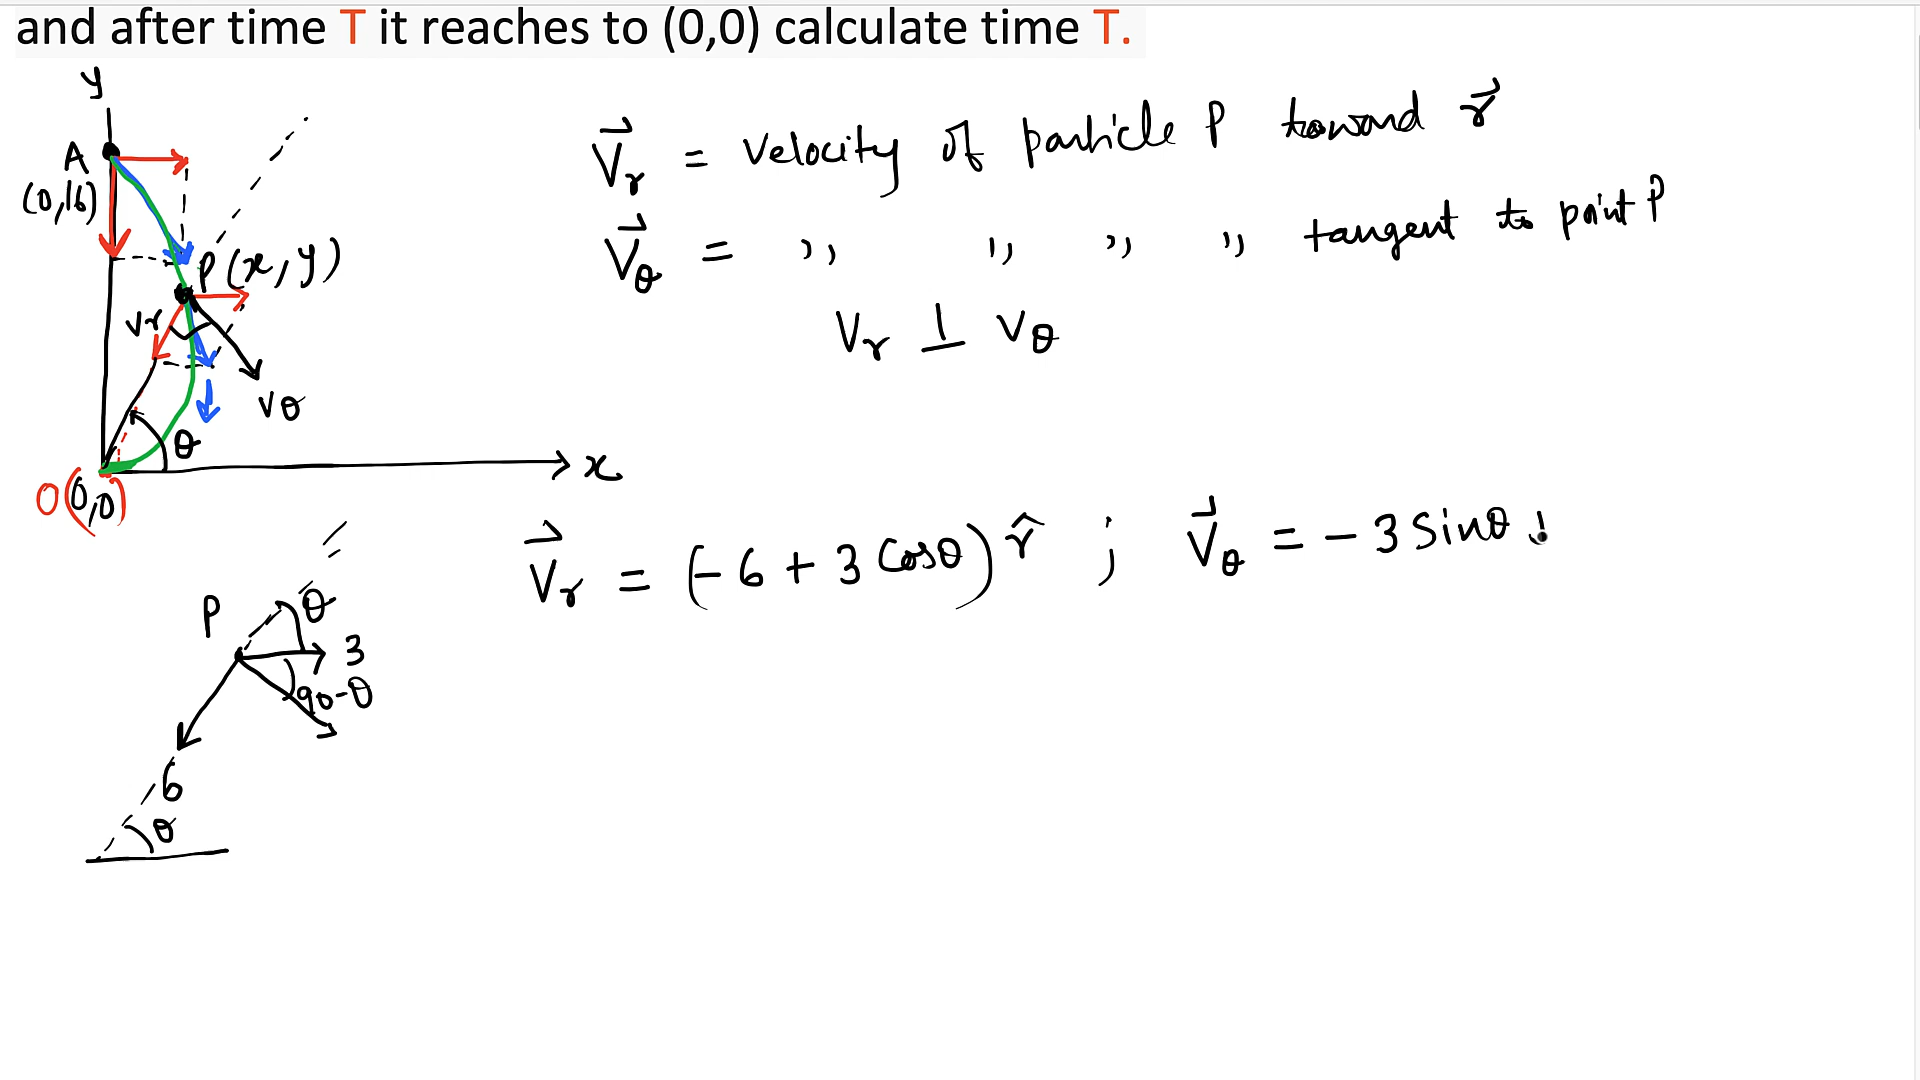 and after time T it reaches to (0,0) calculate time T.
y
A
(0,16)
P(x,y)
Vr
Vθ
θ
x
O(0,0)
V⃗r = Velocity of particle P toward r⃗
V⃗θ = ,, ,, ,, ,, tangent to point P
Vr ⊥ Vθ
V⃗r = (-6 + 3 Cosθ) r̂ ; V⃗θ = - 3 Sinθ
P
θ
3
90-θ
6
θ